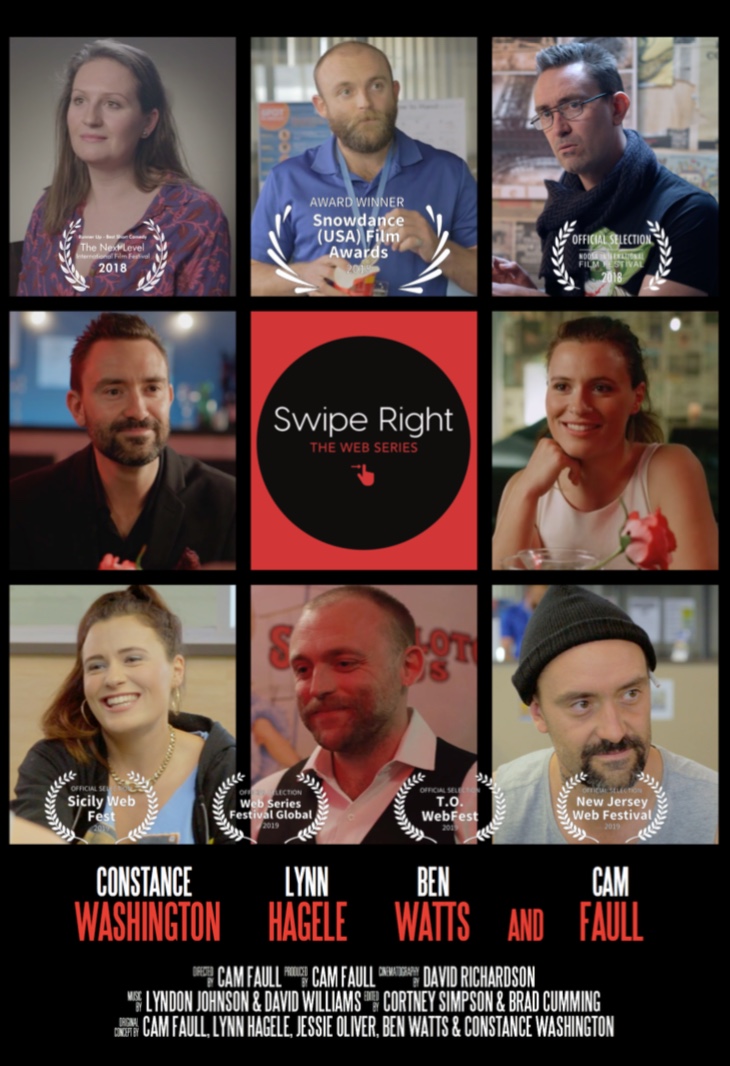 Runner Up - Best Short Comedy
The Next Level
International Film Festival
2018
AWARD WINNER
Snowdance
(USA) Film
Awards
OFFICIAL SELECTION
NOOSA INTERNATIONAL
FILM FESTIVAL
2018
Swipe Right
THE WEB SERIES
OFFICIAL SELECTION
Sicily Web
Fest
2019
OFFICIAL SELECTION
Web Series
Festival Global
2019
OFFICIAL SELECTION
T.O.
WebFest
2019
OFFICIAL SELECTION
New Jersey
Web Festival
2019
CONSTANCE LYNN BEN CAM
WASHINGTON HAGELE WATTS AND FAULL
DIRECTED BY CAM FAULL PRODUCED BY CAM FAULL CINEMATOGRAPHY BY DAVID RICHARDSON
MUSIC BY LYNDON JOHNSON & DAVID WILLIAMS EDITED BY CORTNEY SIMPSON & BRAD CUMMING
ORIGINAL CONCEPT BY CAM FAULL, LYNN HAGELE, JESSIE OLIVER, BEN WATTS & CONSTANCE WASHINGTON